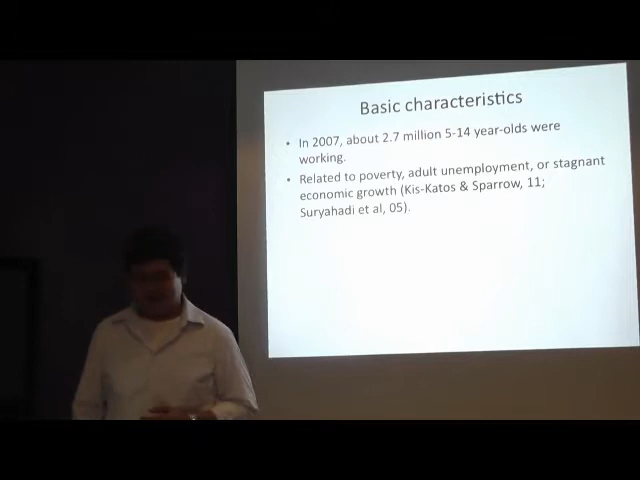 Basic characteristics
• In 2007, about 2.7 million 5-14 year-olds were
working.
• Related to poverty, adult unemployment, or stagnant
economic growth (Kis-Katos & Sparrow, 11;
Suryahadi et al, 05).